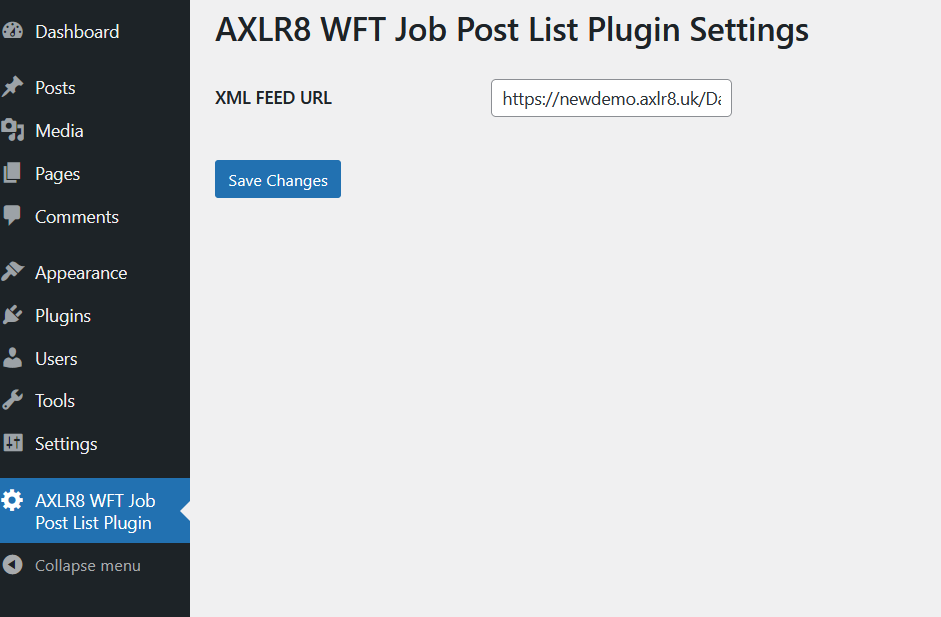 Dashboard
Posts
Media
Pages
Comments
Appearance
Plugins
Users
Tools
Settings
AXLR8 WFT Job
Post List Plugin
Collapse menu
AXLR8 WFT Job Post List Plugin Settings
XML FEED URL
https://newdemo.axlr8.uk/Da
Save Changes